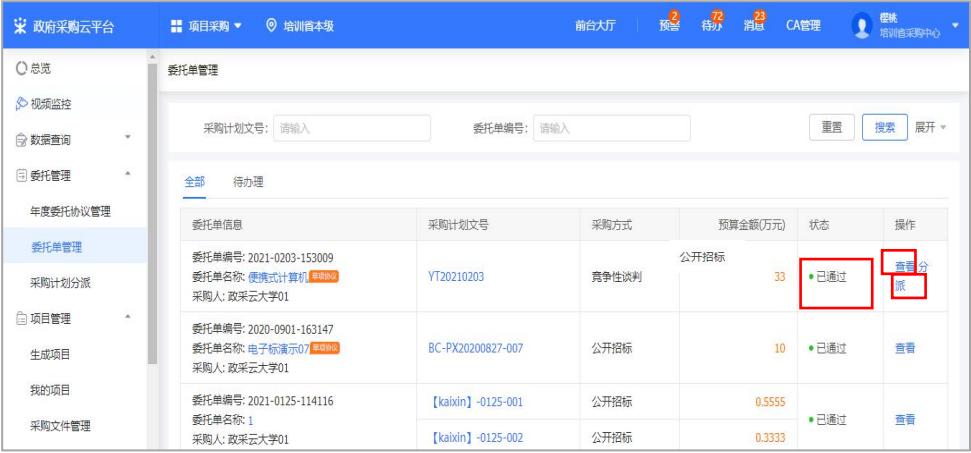 政府采购云平台
项目采购
培训省本级
前台大厅
预警
2
待办
72
消息
23
CA管理
樱桃
培训省采购中心
总览
视频监控
数据查询
委托管理
年度委托协议管理
委托单管理
采购计划分派
项目管理
生成项目
我的项目
采购文件管理
委托单管理
采购计划文号： 请输入
委托单编号： 请输入
重置
搜索
展开
全部
待办理
委托单信息 采购计划文号 采购方式 预算金额(万元) 状态 操作
委托单编号: 2021-0203-153009
委托单名称: 便携式计算机 单项协议
采购人: 政采云大学01
YT20210203
竞争性谈判
公开招标
33
已通过
查看 分
派
委托单编号: 2020-0901-163147
委托单名称: 电子标演示07 单项协议
采购人: 政采云大学01
BC-PX20200827-007
公开招标
10
已通过
查看
委托单编号: 2021-0125-114116
委托单名称: 1
采购人: 政采云大学01
【kaixin】-0125-001 公开招标 0.5555
【kaixin】-0125-002 公开招标 0.3333
已通过
查看